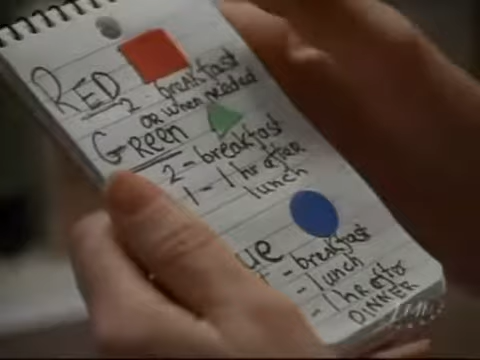 RED
2 - breakfast
OR when needed
GReen
2 - breakfast
1 - 1 hr after
lunch
ue
- breakfast
- lunch
- 1 hr after
DINNER